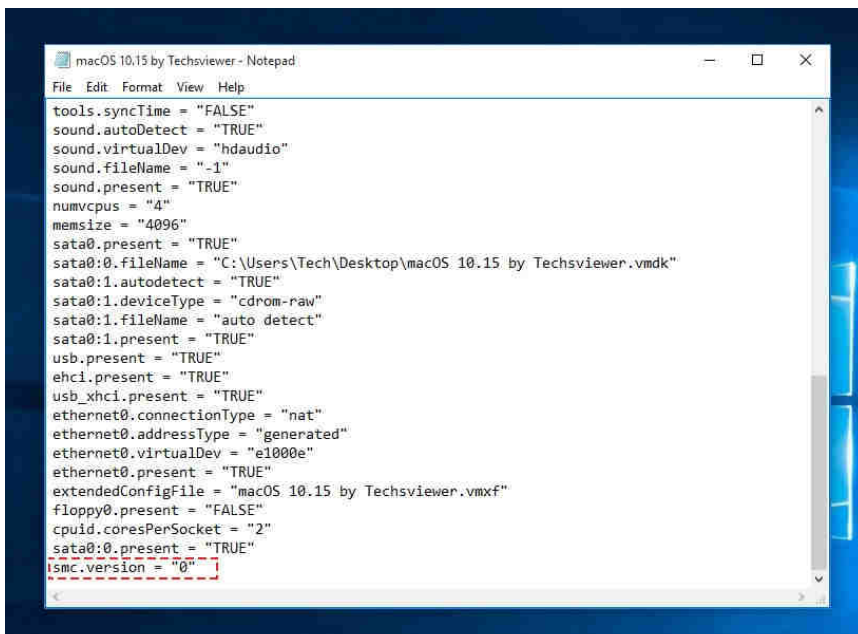 macOS 10.15 by Techsviewer - Notepad
File Edit Format View Help
tools.syncTime = "FALSE"
sound.autoDetect = "TRUE"
sound.virtualDev = "hdaudio"
sound.fileName = "-1"
sound.present = "TRUE"
numvcpus = "4"
memsize = "4096"
sata0.present = "TRUE"
sata0:0.fileName = "C:\Users\Tech\Desktop\macOS 10.15 by Techsviewer.vmdk"
sata0:1.autodetect = "TRUE"
sata0:1.deviceType = "cdrom-raw"
sata0:1.fileName = "auto detect"
sata0:1.present = "TRUE"
usb.present = "TRUE"
ehci.present = "TRUE"
usb_xhci.present = "TRUE"
ethernet0.connectionType = "nat"
ethernet0.addressType = "generated"
ethernet0.virtualDev = "e1000e"
ethernet0.present = "TRUE"
extendedConfigFile = "macOS 10.15 by Techsviewer.vmxf"
floppy0.present = "FALSE"
cpuid.coresPerSocket = "2"
sata0:0.present = "TRUE"
smc.version = "0"